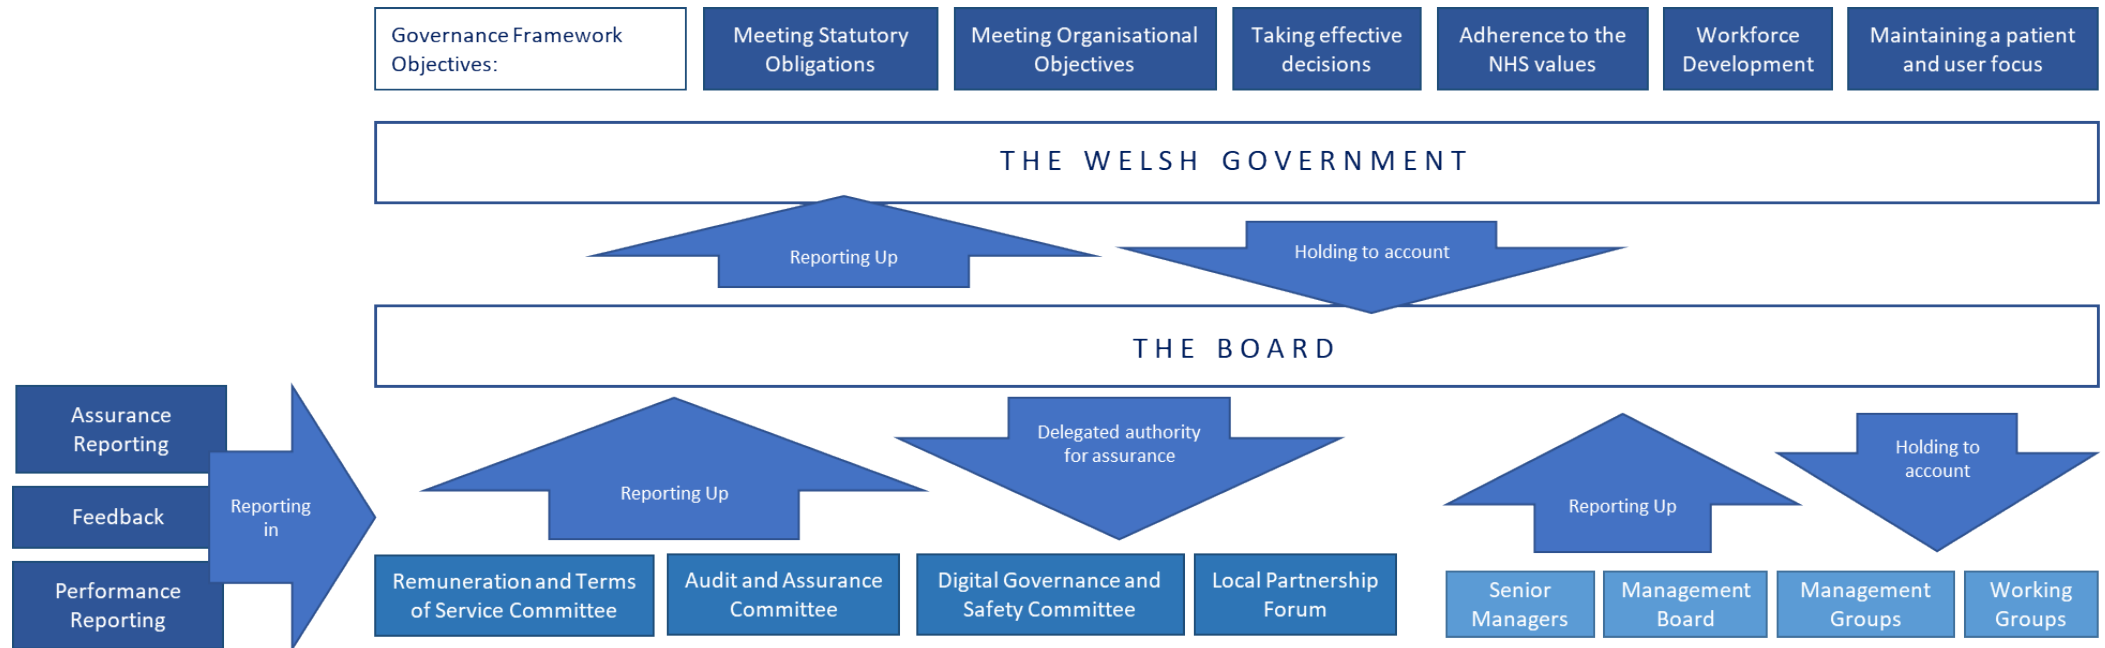 Governance Framework
Objectives:
Meeting Statutory
Obligations
Meeting Organisational
Objectives
Taking effective
decisions
Adherence to the
NHS values
Workforce
Development
Maintaining a patient
and user focus
THE WELSH GOVERNMENT
Reporting Up
Holding to account
THE BOARD
Assurance
Reporting
Feedback
Performance
Reporting
Reporting
in
Reporting Up
Delegated authority
for assurance
Reporting Up
Holding to
account
Remuneration and Terms
of Service Committee
Audit and Assurance
Committee
Digital Governance and
Safety Committee
Local Partnership
Forum
Senior
Managers
Management
Board
Management
Groups
Working
Groups